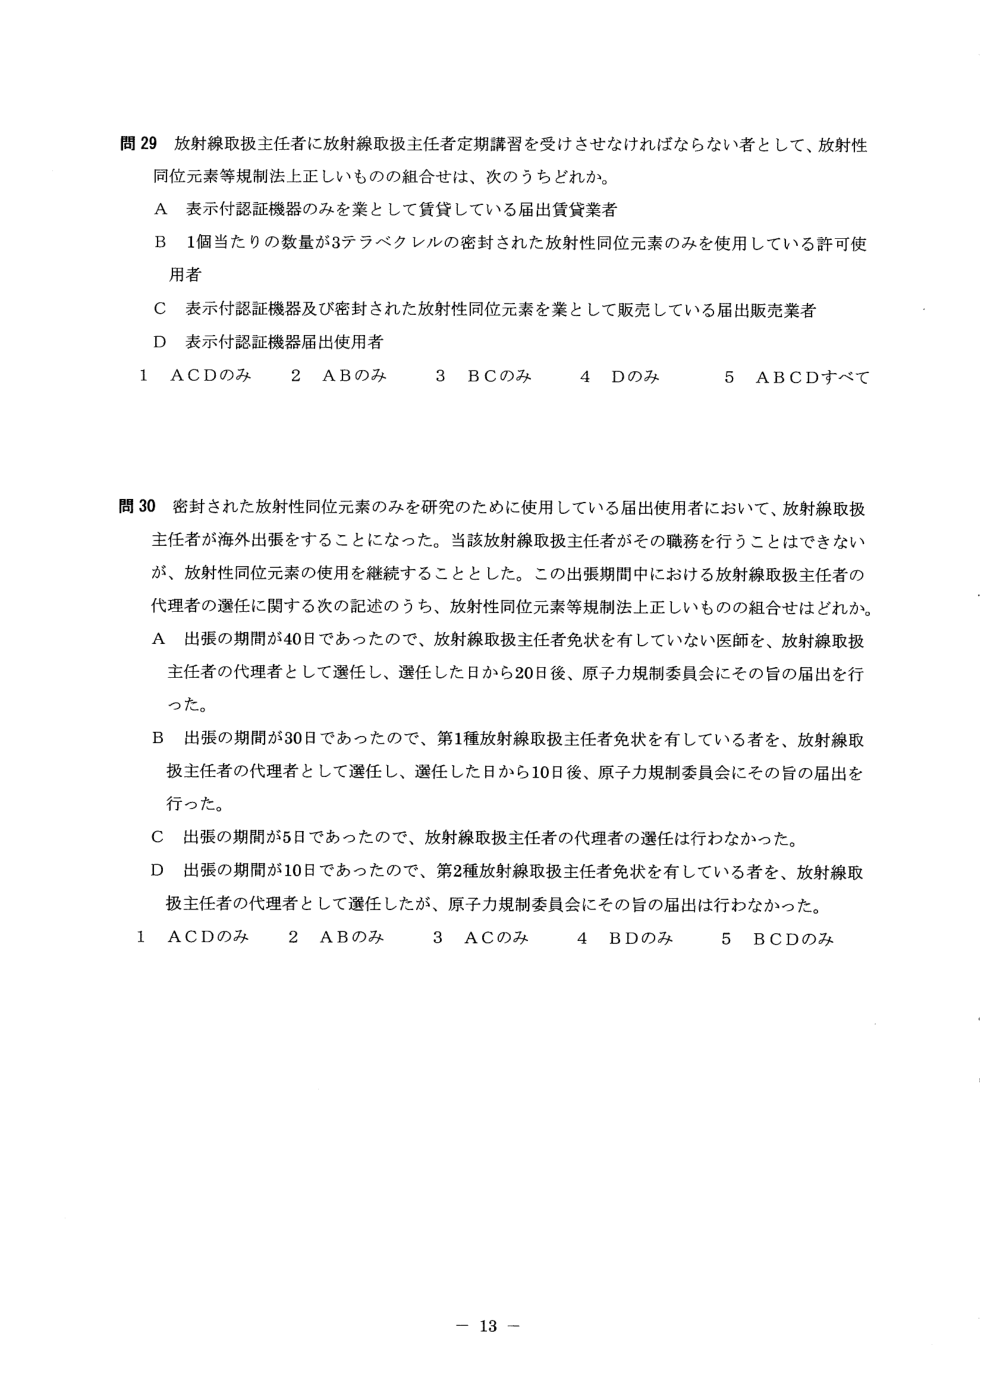 問29　放射線取扱主任者に放射線取扱主任者定期講習を受けさせなければならない者として、放射性
同位元素等規制法上正しいものの組合せは、次のうちどれか。
A　表示付認証機器のみを業として賃貸している届出賃貸業者
B　1個当たりの数量が3テラベクレルの密封された放射性同位元素のみを使用している許可使
用者
C　表示付認証機器及び密封された放射性同位元素を業として販売している届出販売業者
D　表示付認証機器届出使用者
1　ACDのみ　2　ABのみ　3　BCのみ　4　Dのみ　5　ABCDすべて
問30　密封された放射性同位元素のみを研究のために使用している届出使用者において、放射線取扱
主任者が海外出張をすることになった。当該放射線取扱主任者がその職務を行うことはできない
が、放射性同位元素の使用を継続することとした。この出張期間中における放射線取扱主任者の
代理者の選任に関する次の記述のうち、放射性同位元素等規制法上正しいものの組合せはどれか。
A　出張の期間が40日であったので、放射線取扱主任者免状を有していない医師を、放射線取扱
主任者の代理者として選任し、選任した日から20日後、原子力規制委員会にその旨の届出を行
った。
B　出張の期間が30日であったので、第1種放射線取扱主任者免状を有している者を、放射線取
扱主任者の代理者として選任し、選任した日から10日後、原子力規制委員会にその旨の届出を
行った。
C　出張の期間が5日であったので、放射線取扱主任者の代理者の選任は行わなかった。
D　出張の期間が10日であったので、第2種放射線取扱主任者免状を有している者を、放射線取
扱主任者の代理者として選任したが、原子力規制委員会にその旨の届出は行わなかった。
1　ACDのみ　2　ABのみ　3　ACのみ　4　BDのみ　5　BCDのみ
－ 13 －